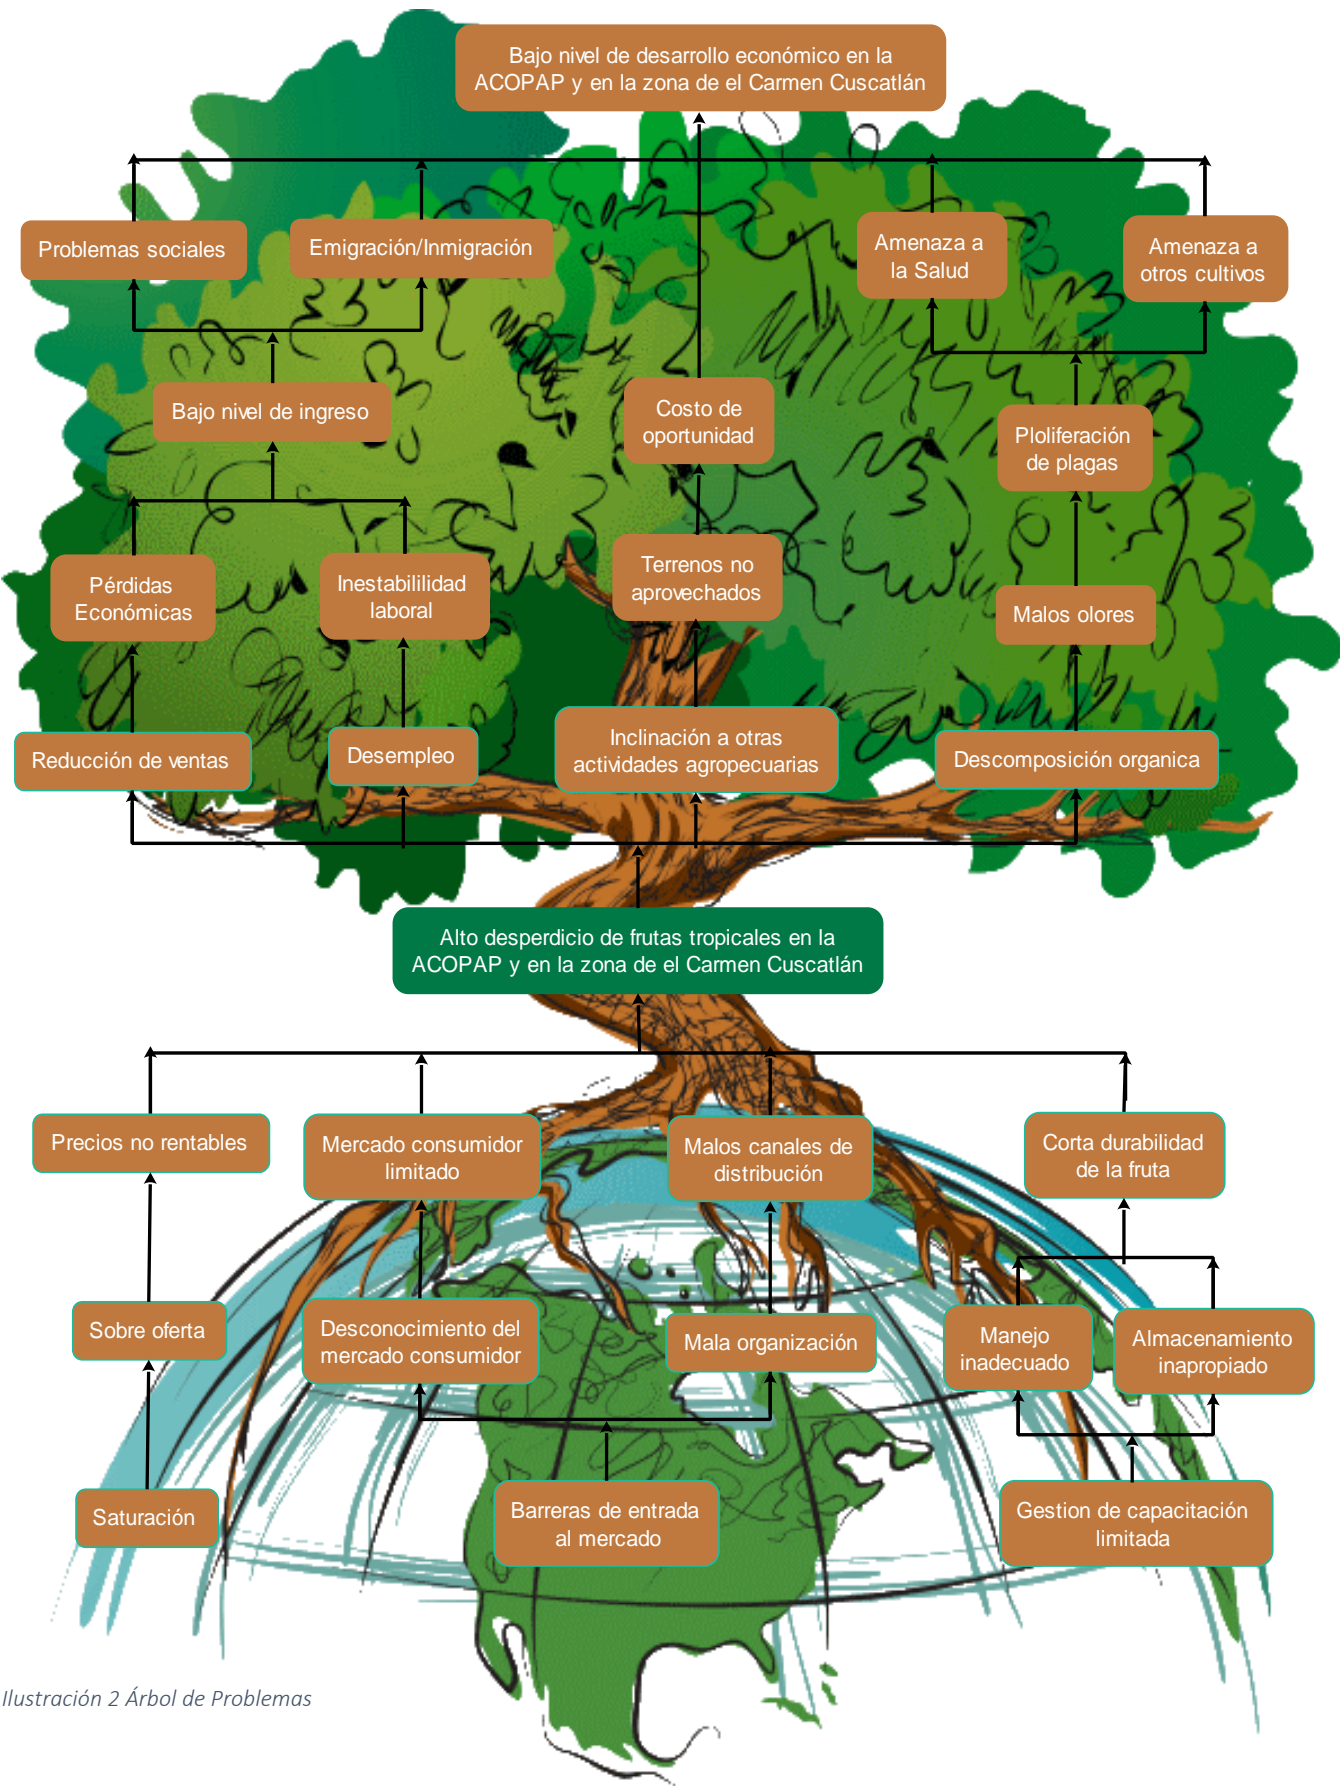 Bajo nivel de desarrollo económico en la
ACOPAP y en la zona de el Carmen Cuscatlán
Problemas sociales
Emigración/Inmigración
Amenaza a
la Salud
Amenaza a
otros cultivos
Bajo nivel de ingreso
Costo de
oportunidad
Ploliferación
de plagas
Pérdidas
Económicas
Inestabililidad
laboral
Terrenos no
aprovechados
Malos olores
Reducción de ventas
Desempleo
Inclinación a otras
actividades agropecuarias
Descomposición organica
Alto desperdicio de frutas tropicales en la
ACOPAP y en la zona de el Carmen Cuscatlán
Precios no rentables
Mercado consumidor
limitado
Malos canales de
distribución
Corta durabilidad
de la fruta
Sobre oferta
Desconocimiento del
mercado consumidor
Mala organización
Manejo
inadecuado
Almacenamiento
inapropiado
Saturación
Barreras de entrada
al mercado
Gestion de capacitación
limitada
Ilustración 2 Árbol de Problemas